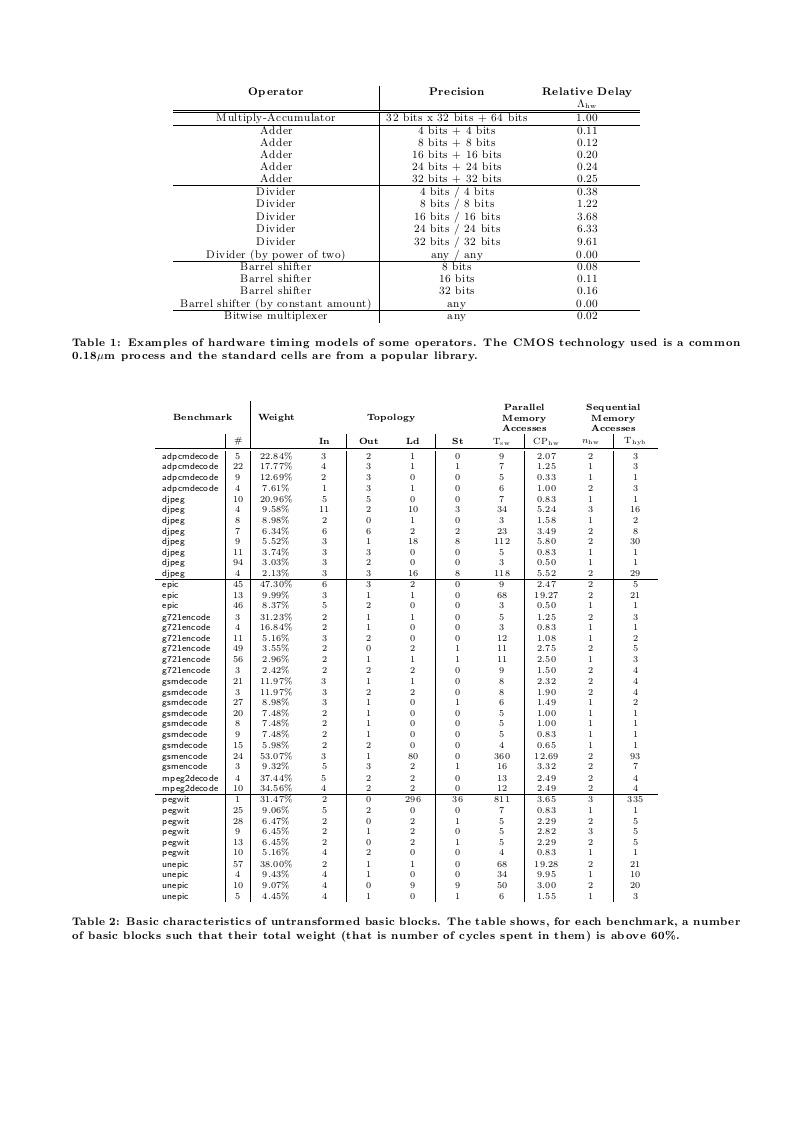 Operator Precision Relative Delay
Λhw
Multiply-Accumulator 32 bits x 32 bits + 64 bits 1.00
Adder 4 bits + 4 bits 0.11
Adder 8 bits + 8 bits 0.12
Adder 16 bits + 16 bits 0.20
Adder 24 bits + 24 bits 0.24
Adder 32 bits + 32 bits 0.25
Divider 4 bits / 4 bits 0.38
Divider 8 bits / 8 bits 1.22
Divider 16 bits / 16 bits 3.68
Divider 24 bits / 24 bits 6.33
Divider 32 bits / 32 bits 9.61
Divider (by power of two) any / any 0.00
Barrel shifter 8 bits 0.08
Barrel shifter 16 bits 0.11
Barrel shifter 32 bits 0.16
Barrel shifter (by constant amount) any 0.00
Bitwise multiplexer any 0.02
Table 1: Examples of hardware timing models of some operators. The CMOS technology used is a common
0.18μm process and the standard cells are from a popular library.
Parallel Sequential
Benchmark Weight Topology Memory Memory
Accesses Accesses
# In Out Ld St Tsw CPhw nhw Thyb
adpcmdecode 5 22.84% 3 2 1 0 9 2.07 2 3
adpcmdecode 22 17.77% 4 3 1 1 7 1.25 1 3
adpcmdecode 9 12.69% 2 3 0 0 5 0.33 1 1
adpcmdecode 4 7.61% 1 3 1 0 6 1.00 2 3
djpeg 10 20.96% 5 5 0 0 7 0.83 1 1
djpeg 4 9.58% 11 2 10 3 34 5.24 3 16
djpeg 8 8.98% 2 0 1 0 3 1.58 1 2
djpeg 7 6.34% 6 6 2 2 23 3.49 2 8
djpeg 9 5.52% 3 1 18 8 112 5.80 2 30
djpeg 11 3.74% 3 3 0 0 5 0.83 1 1
djpeg 94 3.03% 3 2 0 0 3 0.50 1 1
djpeg 4 2.13% 3 3 16 8 118 5.52 2 29
epic 45 47.30% 6 3 2 0 9 2.47 2 5
epic 13 9.99% 3 1 1 0 68 19.27 2 21
epic 46 8.37% 5 2 0 0 3 0.50 1 1
g721encode 3 31.23% 2 1 1 0 5 1.25 2 3
g721encode 4 16.84% 2 1 0 0 3 0.83 1 1
g721encode 11 5.16% 3 2 0 0 12 1.08 1 2
g721encode 49 3.55% 2 0 2 1 11 2.75 2 5
g721encode 56 2.96% 2 1 1 1 11 2.50 1 3
g721encode 3 2.42% 2 2 2 0 9 1.50 2 4
gsmdecode 21 11.97% 3 1 1 0 8 2.32 2 4
gsmdecode 3 11.97% 3 2 2 0 8 1.90 2 4
gsmdecode 27 8.98% 3 1 0 1 6 1.49 1 2
gsmdecode 20 7.48% 2 1 0 0 5 1.00 1 1
gsmdecode 8 7.48% 2 1 0 0 5 1.00 1 1
gsmdecode 9 7.48% 2 1 0 0 5 0.83 1 1
gsmdecode 15 5.98% 2 2 0 0 4 0.65 1 1
gsmencode 24 53.07% 3 1 80 0 360 12.69 2 93
gsmencode 3 9.32% 5 3 2 1 16 3.32 2 7
mpeg2decode 4 37.44% 5 2 2 0 13 2.49 2 4
mpeg2decode 10 34.56% 4 2 2 0 12 2.49 2 4
pegwit 1 31.47% 2 0 296 36 811 3.65 3 335
pegwit 25 9.06% 5 2 0 0 7 0.83 1 1
pegwit 28 6.47% 2 0 2 1 5 2.29 2 5
pegwit 9 6.45% 2 1 2 0 5 2.82 3 5
pegwit 13 6.45% 2 0 2 1 5 2.29 2 5
pegwit 10 5.16% 4 2 0 0 4 0.83 1 1
unepic 57 38.00% 2 1 1 0 68 19.28 2 21
unepic 4 9.43% 4 1 0 0 34 9.95 1 10
unepic 10 9.07% 4 0 9 9 50 3.00 2 20
unepic 5 4.45% 4 1 0 1 6 1.55 1 3
Table 2: Basic characteristics of untransformed basic blocks. The table shows, for each benchmark, a number
of basic blocks such that their total weight (that is number of cycles spent in them) is above 60%.